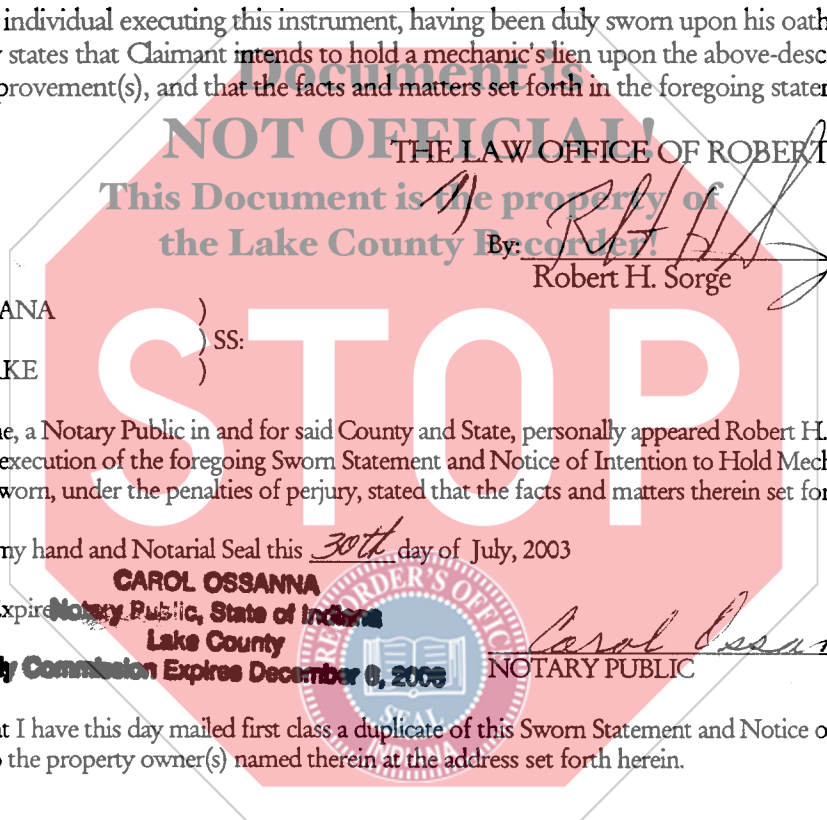 individual executing this instrument, having been duly sworn upon his oath
states that Claimant intends to hold a mechanic's lien upon the above-desc
provement(s), and that the facts and matters set forth in the foregoing state
Document is
NOT OFFICIAL!
THE LAW OFFICE OF ROBERT
This Document is the property of
the Lake County Recorder!
By:
Robert H. Sorge
ANA )
) SS:
KE )
STOP
e, a Notary Public in and for said County and State, personally appeared Robert H.
execution of the foregoing Sworn Statement and Notice of Intention to Hold Mech
worn, under the penalties of perjury, stated that the facts and matters therein set for
my hand and Notarial Seal this 30th day of July, 2003
CAROL OSSANNA
xpire Notary Public, State of Indiana
Lake County
y Commission Expires December
RECORDER'S OFFICE
SEAL
INDIANA
Carol Ossan
NOTARY PUBLIC
t I have this day mailed first class a duplicate of this Sworn Statement and Notice o
the property owner(s) named therein at the address set forth herein.